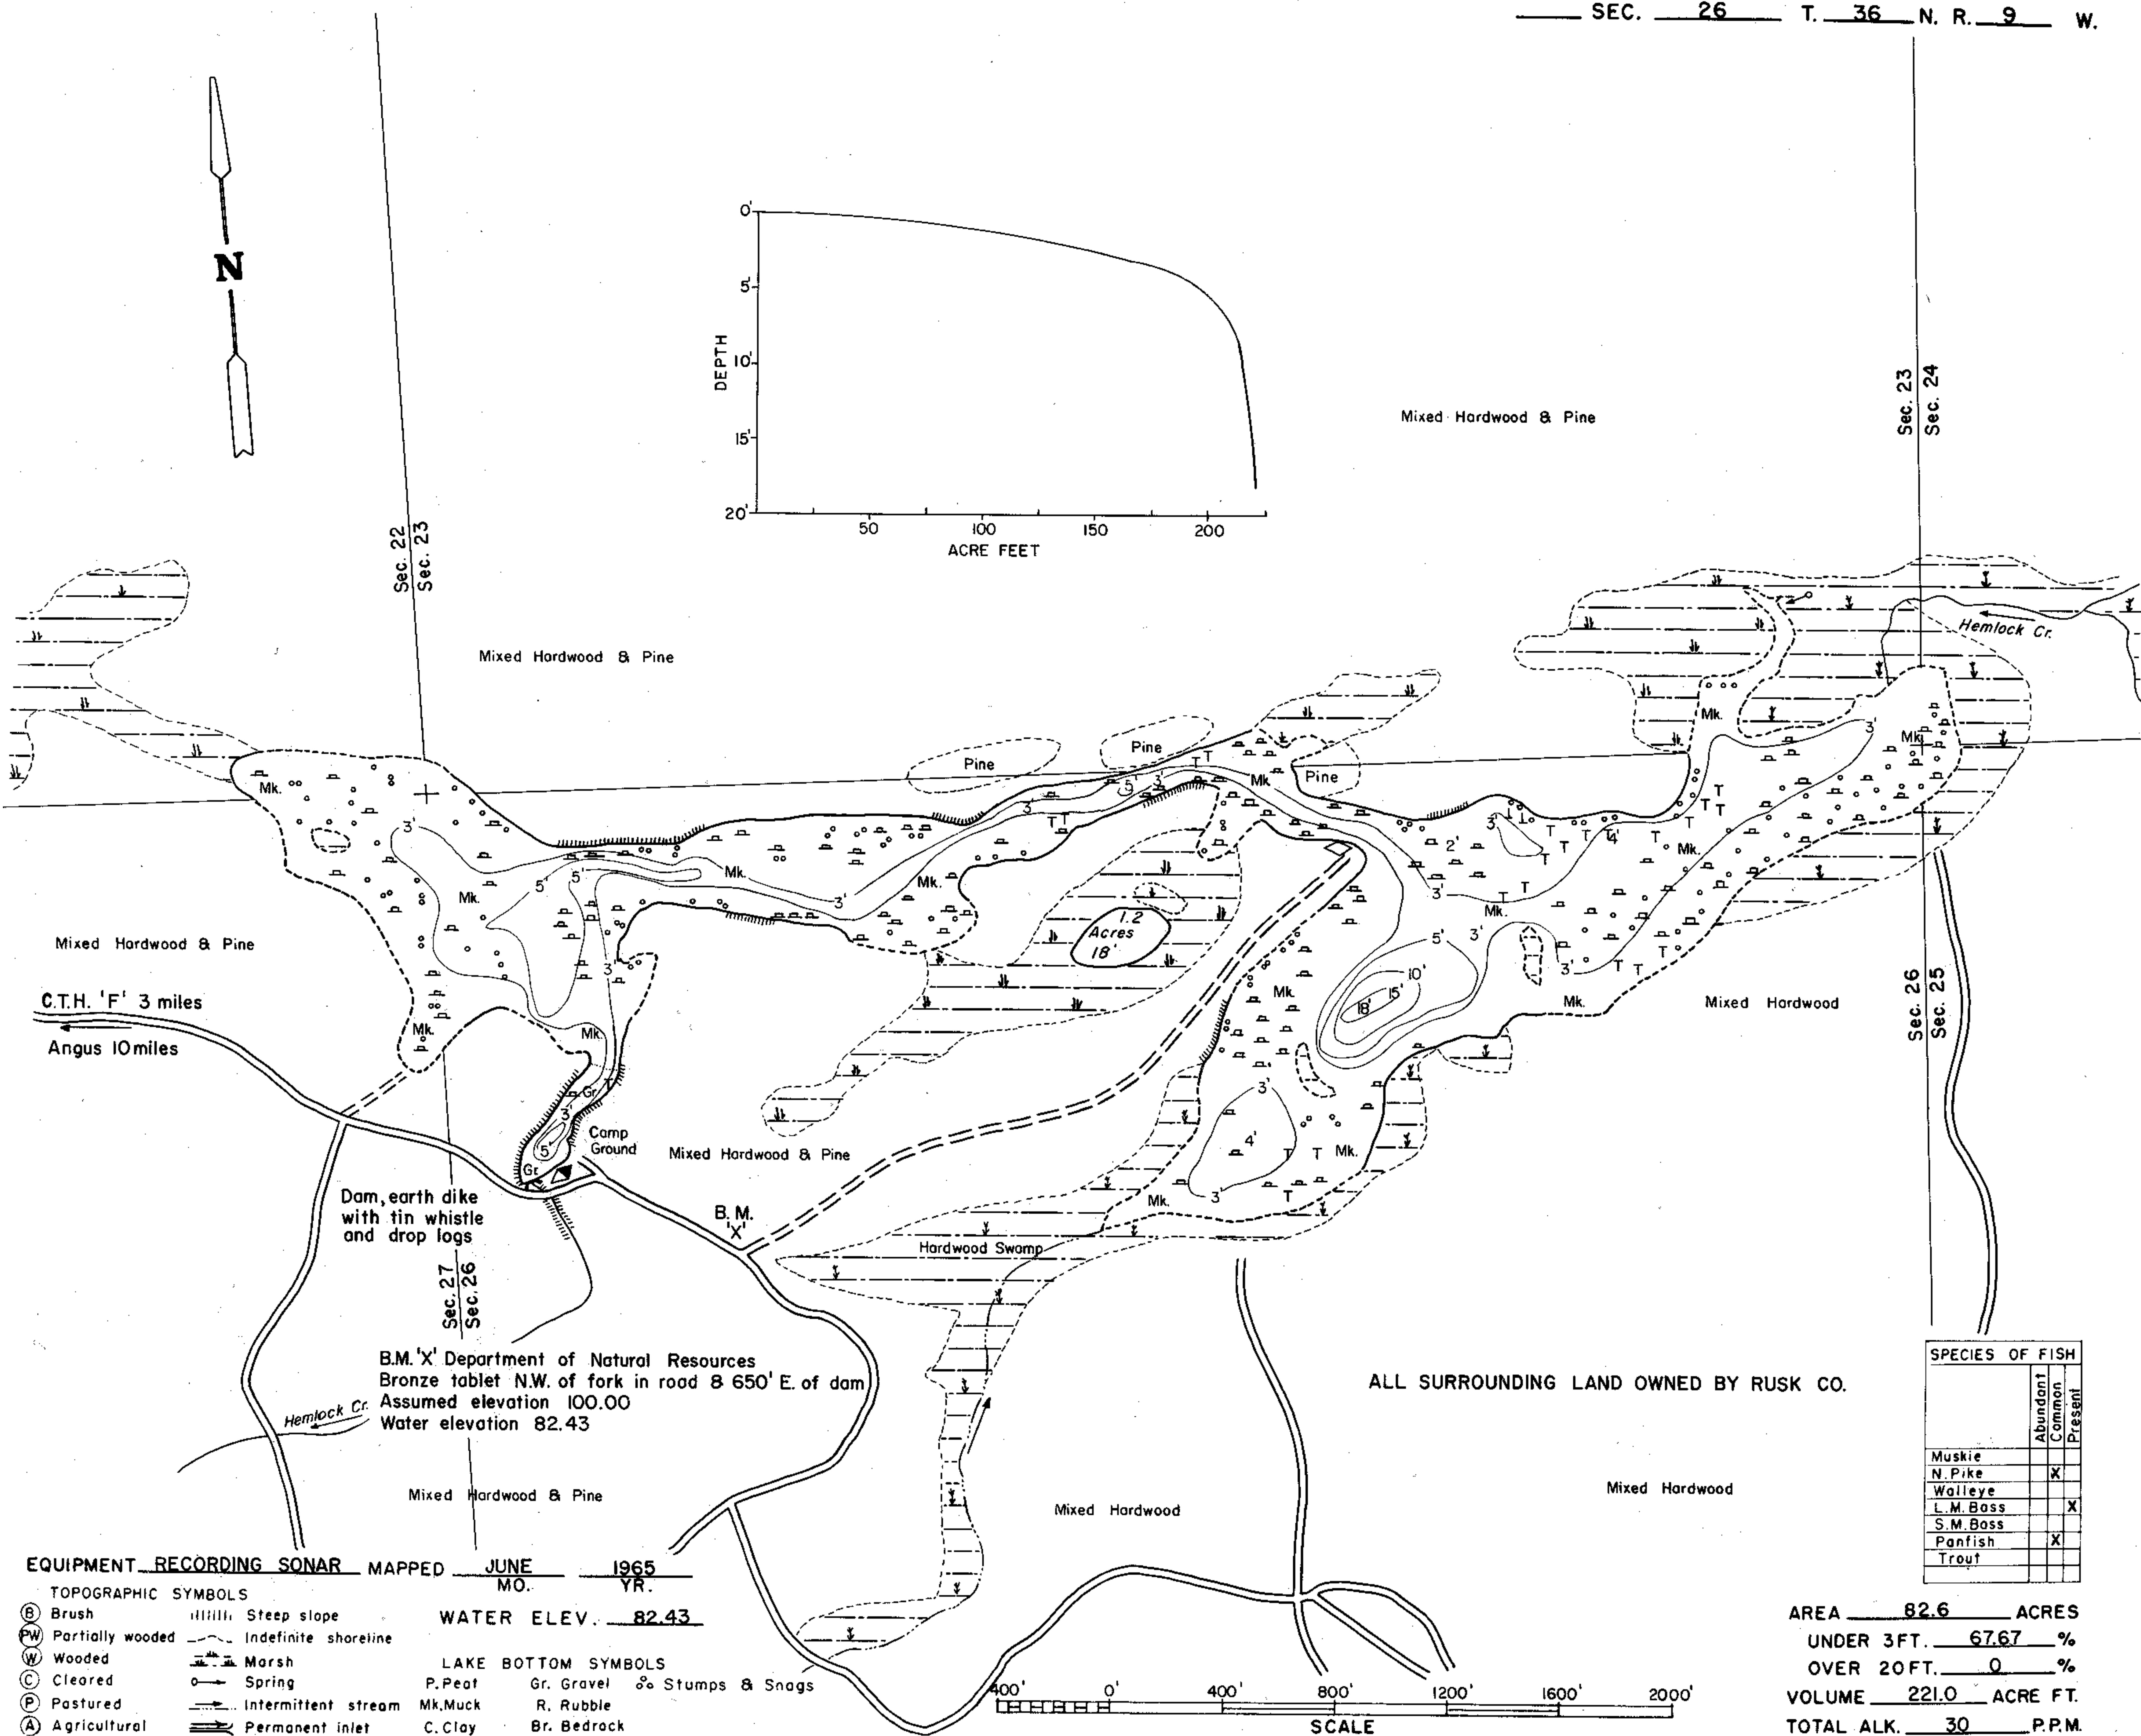 SEC. 26 T. 36 N. R. 9 W.
N
0'
5'
10'
15'
20'
DEPTH
50 100 150 200
ACRE FEET
Mixed Hardwood & Pine
Sec. 23
Sec. 24
Sec. 22
Sec. 23
Mixed Hardwood & Pine
Hemlock Cr.
Pine
Pine
Pine
Mk.
Mk.
Mk.
Mk.
3'
3'
5'
3'
3'
3'
4'
2'
Mk.
3'
5'
5'
Mk.
Mk.
Mk.
3'
3'
Mk.
1.2
Acres
18'
5'
3'
3'
3'
10'
15'
18'
Mk.
Mk.
Mixed Hardwood & Pine
Mixed Hardwood
Sec. 26
Sec. 25
C.T.H. 'F' 3 miles
Angus 10 miles
Mk.
Mk.
Gr.
3'
5'
Gr.
Camp
Ground
Mixed Hardwood & Pine
3'
4'
Mk.
3'
Mk.
Dam, earth dike
with tin whistle
and drop logs
B.M.
'X'
Hardwood Swamp
Sec. 27
Sec. 26
B.M. 'X' Department of Natural Resources
Bronze tablet N.W. of fork in road & 650' E. of dam
Assumed elevation 100.00
Water elevation 82.43
Hemlock Cr.
ALL SURROUNDING LAND OWNED BY RUSK CO.
Mixed Hardwood & Pine
Mixed Hardwood
Mixed Hardwood
SPECIES OF FISH
Abundant
Common
Present
Muskie
N. Pike X
Walleye
L.M. Bass X
S.M. Bass
Panfish X
Trout
EQUIPMENT RECORDING SONAR MAPPED JUNE 1965
MO. YR.
TOPOGRAPHIC SYMBOLS
B Brush
PW Partially wooded
W Wooded
C Cleared
P Pastured
A Agricultural
Steep slope
Indefinite shoreline
Marsh
Spring
Intermittent stream
Permanent inlet
WATER ELEV. 82.43
LAKE BOTTOM SYMBOLS
P. Peat Gr. Gravel Stumps & Snags
Mk. Muck R. Rubble
C. Clay Br. Bedrock
400' 0' 400' 800' 1200' 1600' 2000'
SCALE
AREA 82.6 ACRES
UNDER 3 FT. 67.67 %
OVER 20 FT. 0 %
VOLUME 221.0 ACRE FT.
TOTAL ALK. 30 P.P.M.